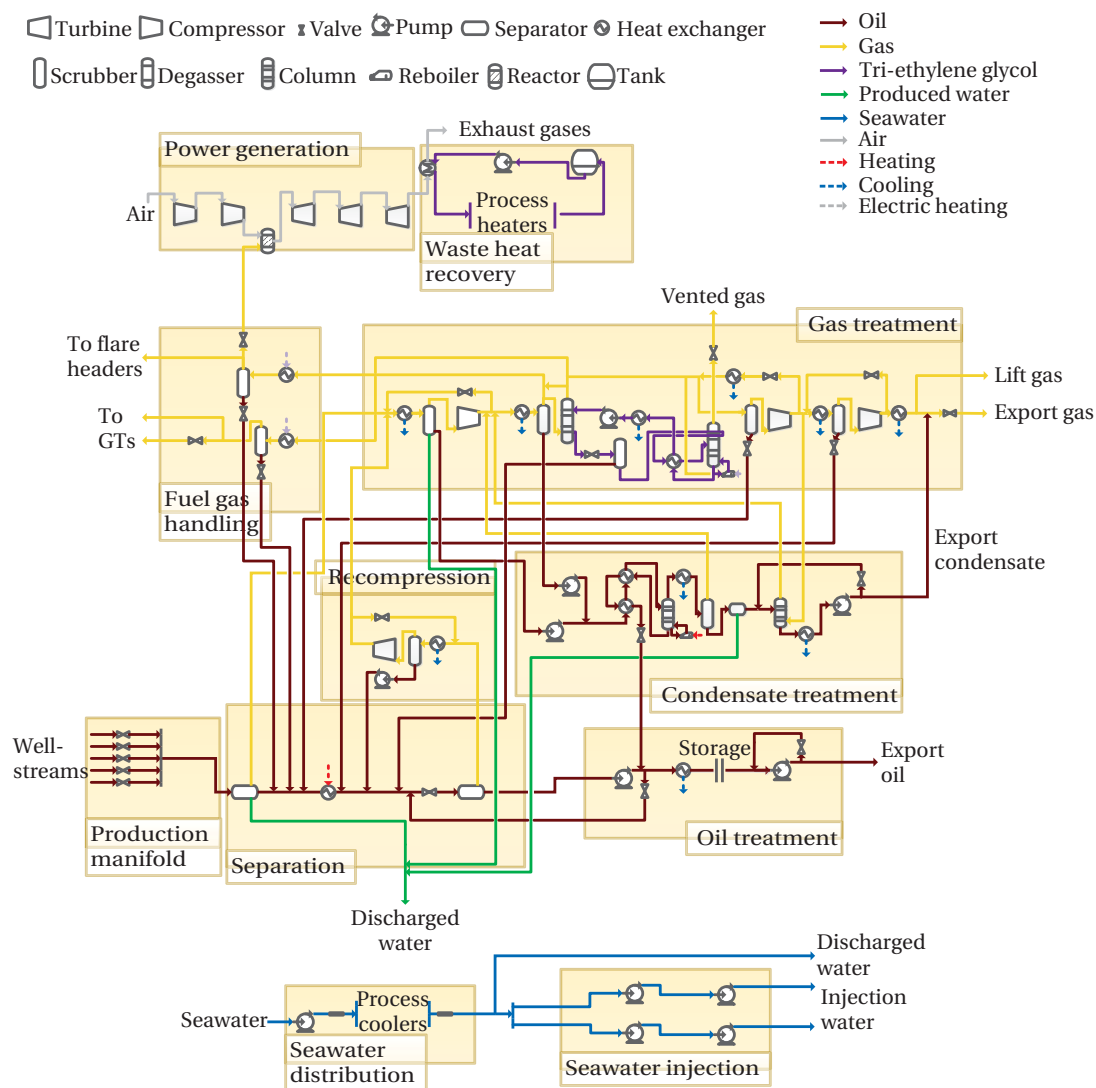 Turbine
Compressor
Valve
Pump
Separator
Heat exchanger
Scrubber
Degasser
Column
Reboiler
Reactor
Tank
Oil
Gas
Tri-ethylene glycol
Produced water
Seawater
Air
Heating
Cooling
Electric heating
Exhaust gases
Power generation
Air
Process
heaters
Waste heat
recovery
Vented gas
Gas treatment
To flare
headers
Lift gas
To
GTs
Export gas
Fuel gas
handling
Export
condensate
Recompression
Condensate treatment
Well-
streams
Storage
Export
oil
Production
manifold
Separation
Oil treatment
Discharged
water
Discharged
water
Process
coolers
Injection
water
Seawater
Seawater
distribution
Seawater injection